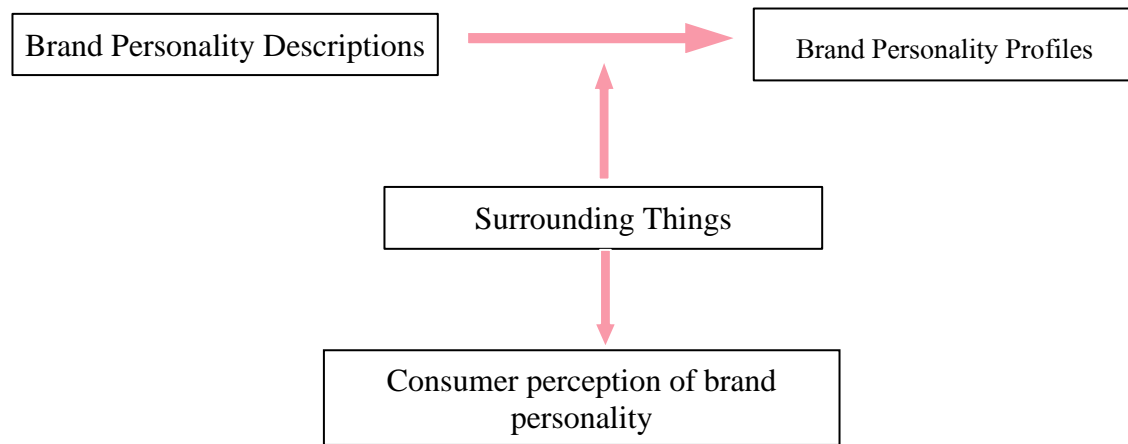 Brand Personality Descriptions
Brand Personality Profiles
Surrounding Things
Consumer perception of brand
personality